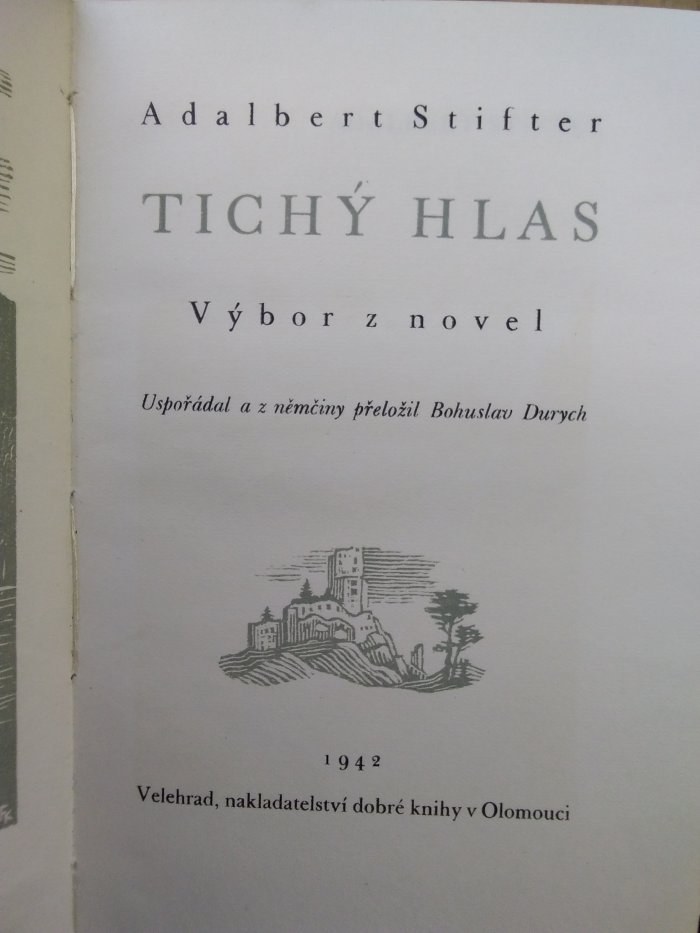 Adalbert Stifter
TICHÝ HLAS
Výbor z novel
Uspořádal a z němčiny přeložil Bohuslav Durych
1942
Velehrad, nakladatelství dobré knihy v Olomouci